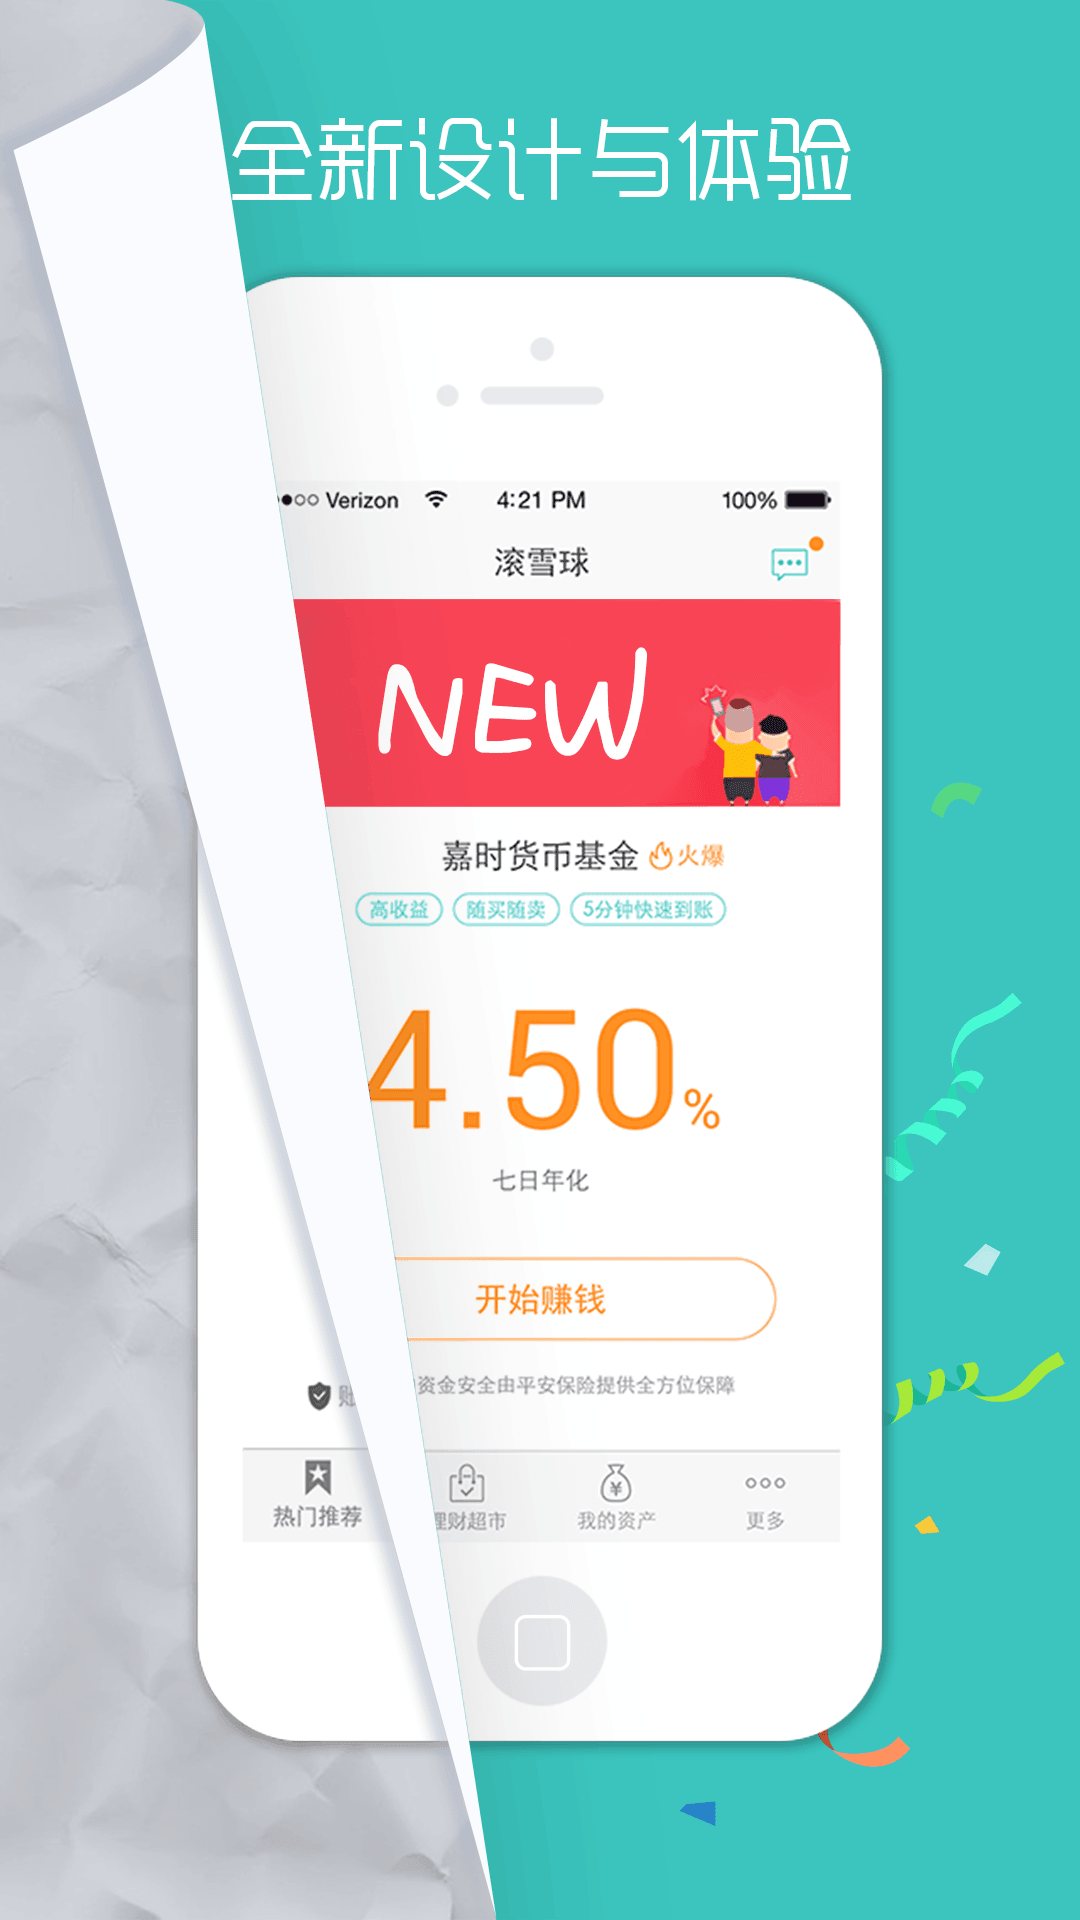 全新设计与体验
Verizon 4:21 PM 100%
滚雪球
NEW
嘉时货币基金 火爆
高收益 随买随卖 5分钟快速到账
4.50%
七日年化
开始赚钱
资金安全由平安保险提供全方位保障
热门推荐 理财超市 我的资产 更多